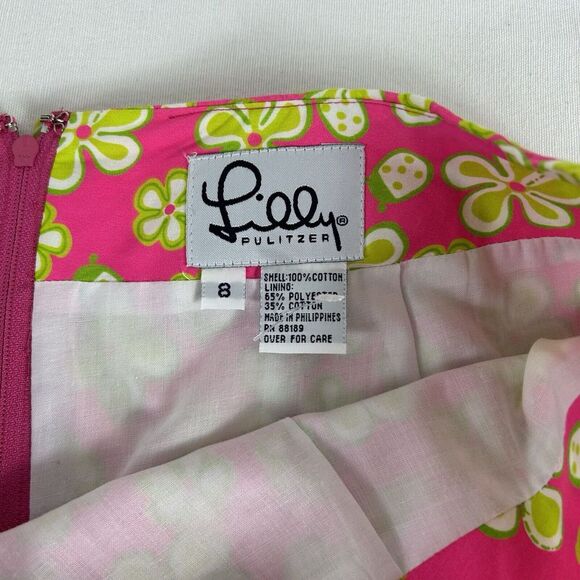 Lilly®
PULITZER
8
SHELL:100%COTTON
LINING:
65% POLYESTER
35% COTTON
MADE IN PHILIPPINES
RN 88189
OVER FOR CARE